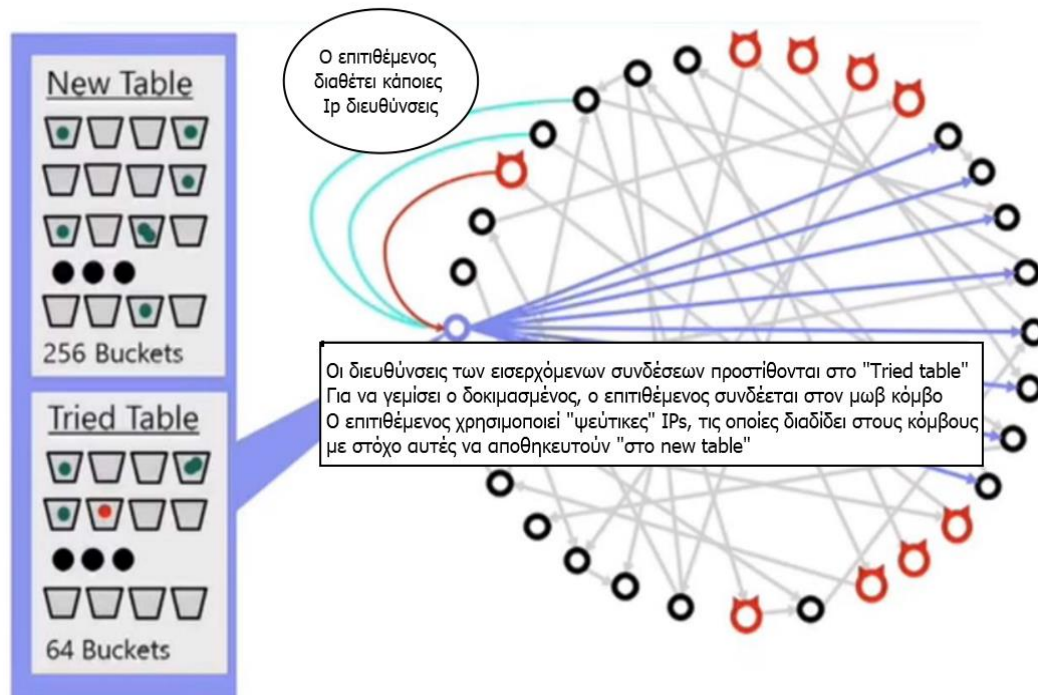 New Table
256 Buckets
Tried Table
64 Buckets
Ο επιτιθέμενος
διαθέτει κάποιες
Ip διευθύνσεις
Οι διευθύνσεις των εισερχόμενων συνδέσεων προστίθονται στο "Tried table"
Για να γεμίσει ο δοκιμασμένος, ο επιτιθέμενος συνδέεται στον μωβ κόμβο
Ο επιτιθέμενος χρησιμοποιεί "ψεύτικες" IPs, τις οποίες διαδίδει στους κόμβους
με στόχο αυτές να αποθηκευτούν "στο new table"